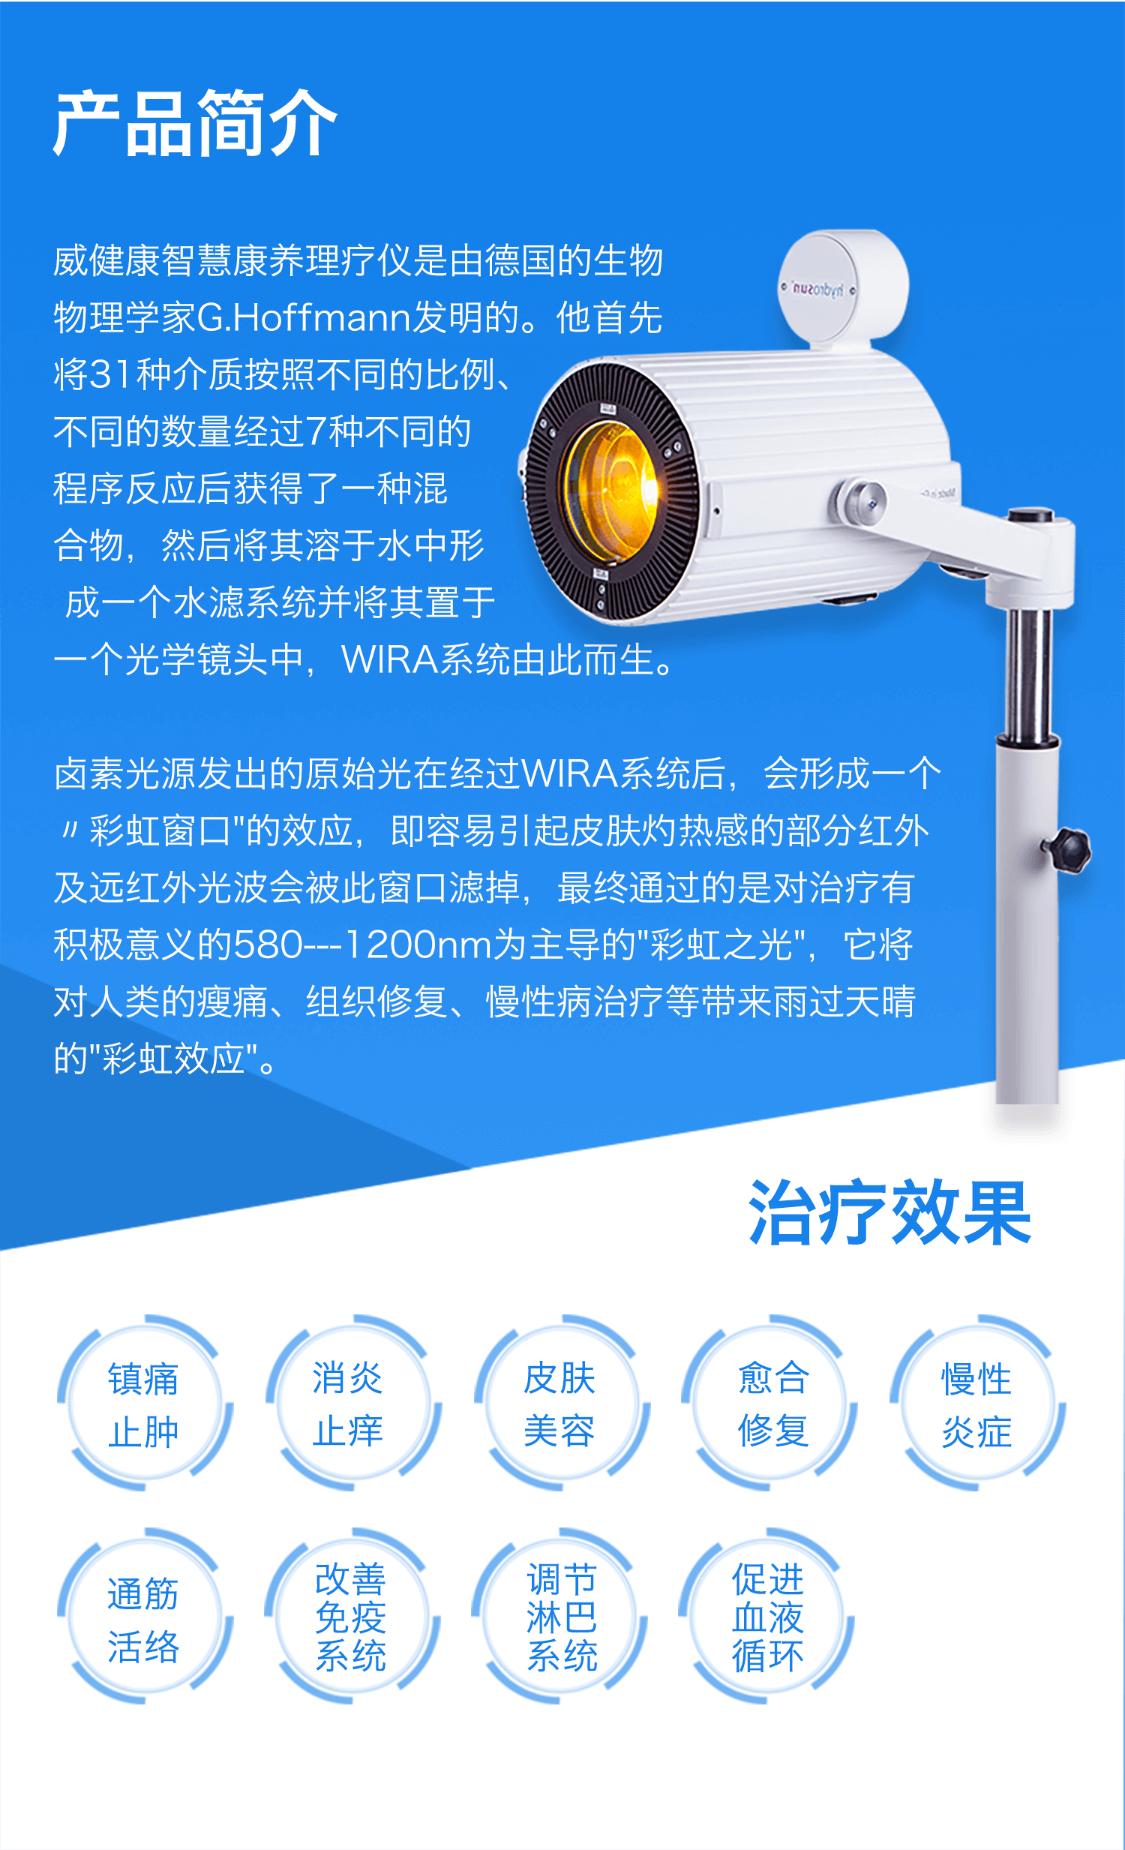 产品简介
威健康智慧康养理疗仪是由德国的生物
物理学家G.Hoffmann发明的。他首先
将31种介质按照不同的比例、
不同的数量经过7种不同的
程序反应后获得了一种混
合物，然后将其溶于水中形
成一个水滤系统并将其置于
一个光学镜头中，WIRA系统由此而生。
hydrosun
Made in
卤素光源发出的原始光在经过WIRA系统后，会形成一个
〃彩虹窗口"的效应，即容易引起皮肤灼热感的部分红外
及远红外光波会被此窗口滤掉，最终通过的是对治疗有
积极意义的580---1200nm为主导的"彩虹之光"，它将
对人类的瘦痛、组织修复、慢性病治疗等带来雨过天晴
的"彩虹效应"。
治疗效果
镇痛
止肿
消炎
止痒
皮肤
美容
愈合
修复
慢性
炎症
通筋
活络
改善
免疫
系统
调节
淋巴
系统
促进
血液
循环